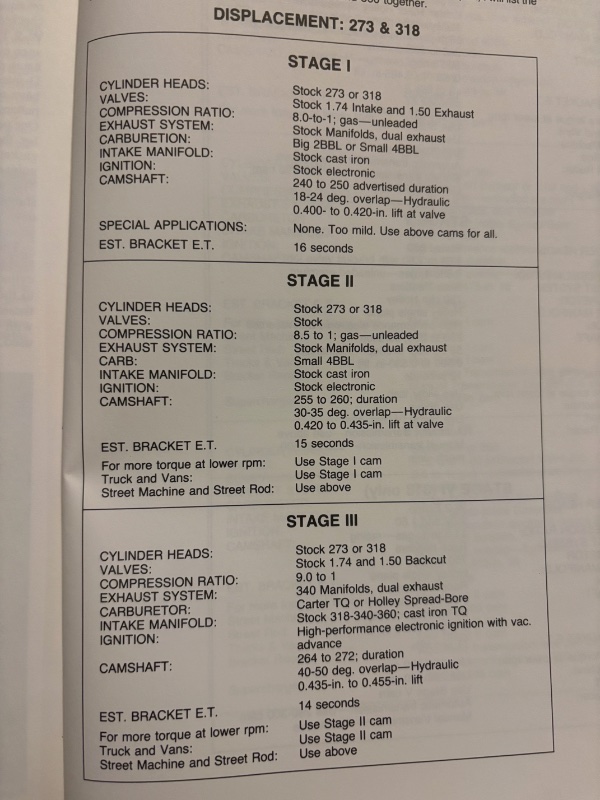 together.
list the
DISPLACEMENT: 273 & 318
STAGE I
CYLINDER HEADS: Stock 273 or 318
VALVES: Stock 1.74 Intake and 1.50 Exhaust
COMPRESSION RATIO: 8.0-to-1; gas—unleaded
EXHAUST SYSTEM: Stock Manifolds, dual exhaust
CARBURETION: Big 2BBL or Small 4BBL
INTAKE MANIFOLD: Stock cast iron
IGNITION: Stock electronic
CAMSHAFT: 240 to 250 advertised duration
18-24 deg. overlap—Hydraulic
0.400- to 0.420-in. lift at valve
SPECIAL APPLICATIONS: None. Too mild. Use above cams for all.
EST. BRACKET E.T. 16 seconds
STAGE II
CYLINDER HEADS: Stock 273 or 318
VALVES: Stock
COMPRESSION RATIO: 8.5 to 1; gas—unleaded
EXHAUST SYSTEM: Stock Manifolds, dual exhaust
CARB: Small 4BBL
INTAKE MANIFOLD: Stock cast iron
IGNITION: Stock electronic
CAMSHAFT: 255 to 260; duration
30-35 deg. overlap—Hydraulic
0.420 to 0.435-in. lift at valve
EST. BRACKET E.T. 15 seconds
For more torque at lower rpm: Use Stage I cam
Truck and Vans: Use Stage I cam
Street Machine and Street Rod: Use above
STAGE III
CYLINDER HEADS: Stock 273 or 318
VALVES: Stock 1.74 and 1.50 Backcut
COMPRESSION RATIO: 9.0 to 1
EXHAUST SYSTEM: 340 Manifolds, dual exhaust
CARBURETOR: Carter TQ or Holley Spread-Bore
INTAKE MANIFOLD: Stock 318-340-360; cast iron TQ
IGNITION: High-performance electronic ignition with vac.
advance
CAMSHAFT: 264 to 272; duration
40-50 deg. overlap—Hydraulic
0.435-in. to 0.455-in. lift
EST. BRACKET E.T. 14 seconds
For more torque at lower rpm: Use Stage II cam
Truck and Vans: Use Stage II cam
Street Machine and Street Rod: Use above